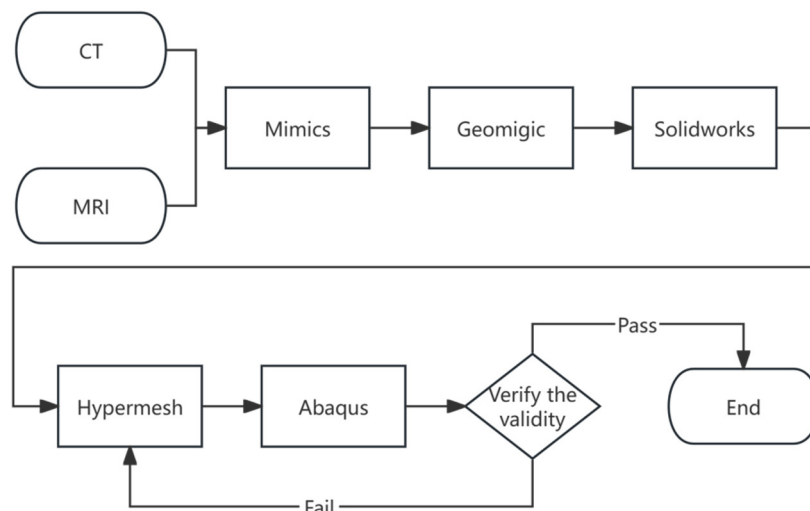 CT
Mimics
Geomigic
Solidworks
MRI
Pass
Hypermesh
Abaqus
Verify the
validity
End
Fail